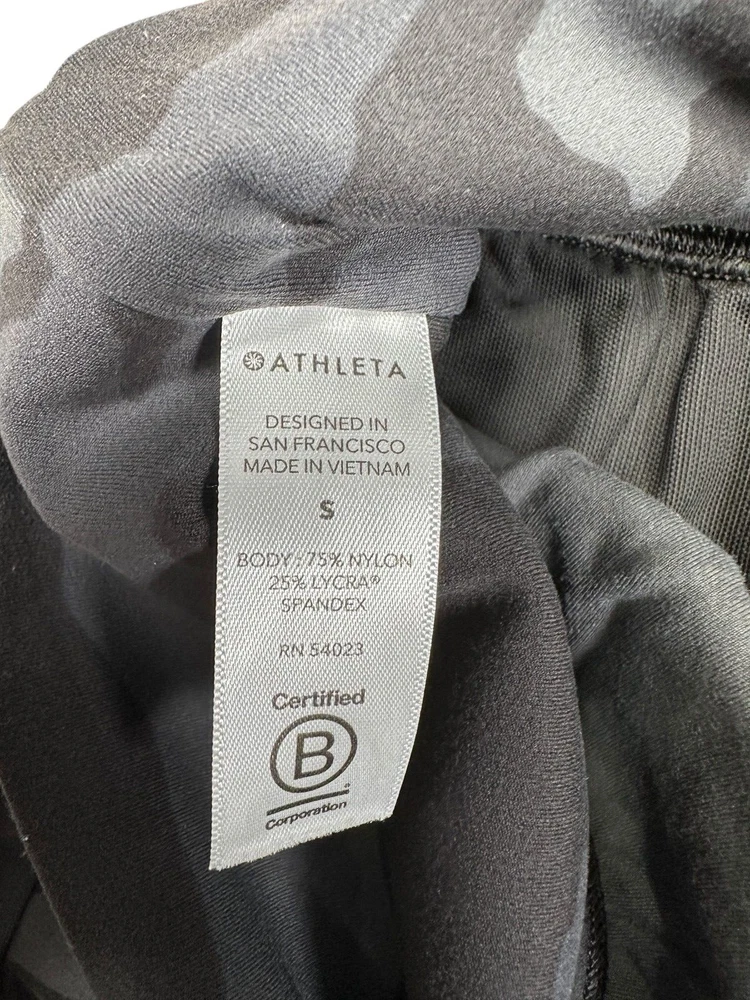 ATHLETA
DESIGNED IN
SAN FRANCISCO
MADE IN VIETNAM
S
BODY: 75% NYLON
25% LYCRA®
SPANDEX
RN 54023
Certified
B
®
Corporation